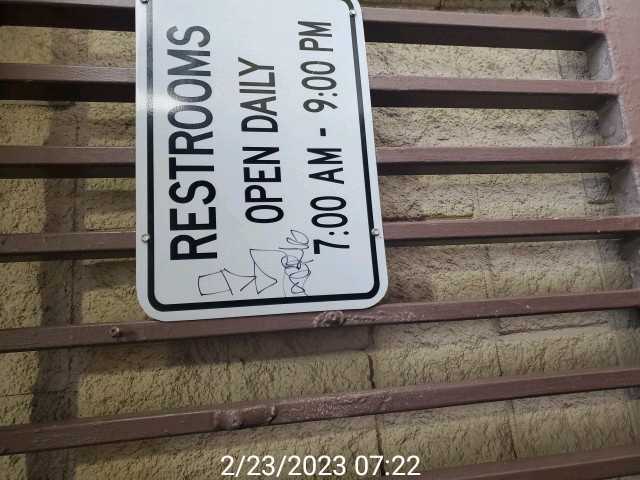 RESTROOMS
OPEN DAILY
7:00 AM - 9:00 PM
2/23/2023 07:22